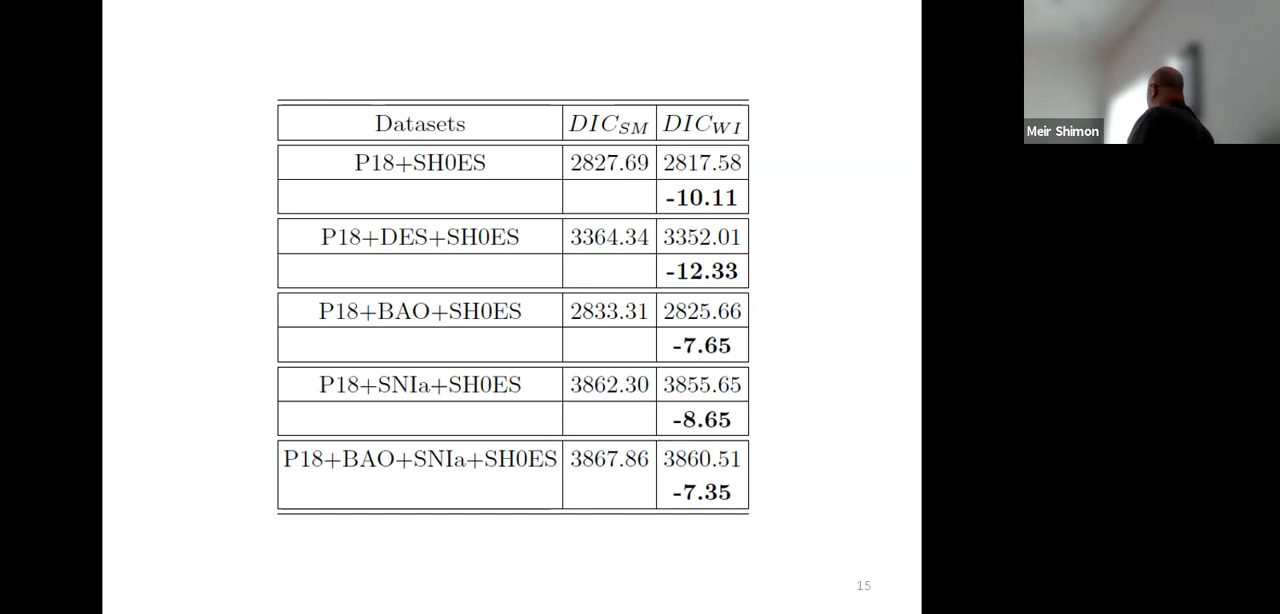 Datasets DIC_SM DIC_WI
P18+SH0ES 2827.69 2817.58
-10.11
P18+DES+SH0ES 3364.34 3352.01
-12.33
P18+BAO+SH0ES 2833.31 2825.66
-7.65
P18+SNIa+SH0ES 3862.30 3855.65
-8.65
P18+BAO+SNIa+SH0ES 3867.86 3860.51
-7.35
15
Meir Shimon